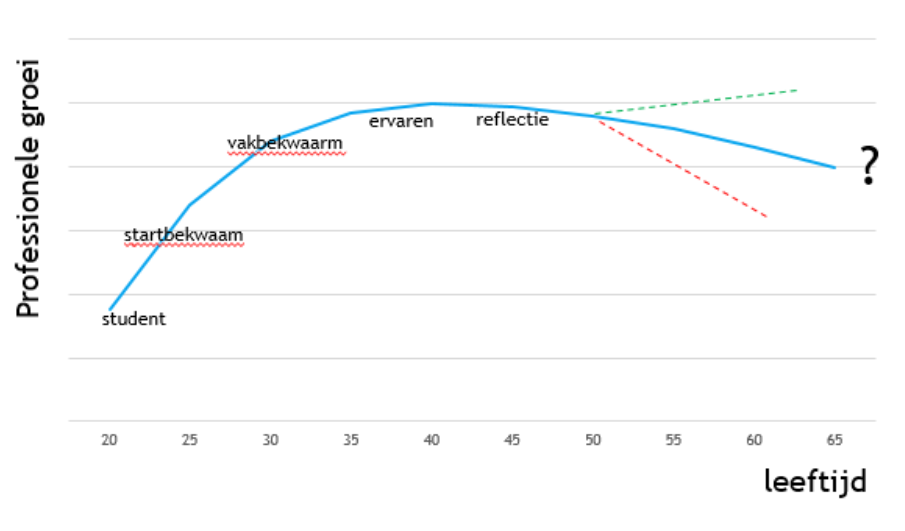 Professionele groei
ervaren
reflectie
vakbekwaarm
?
startbekwaam
student
20 25 30 35 40 45 50 55 60 65
leeftijd